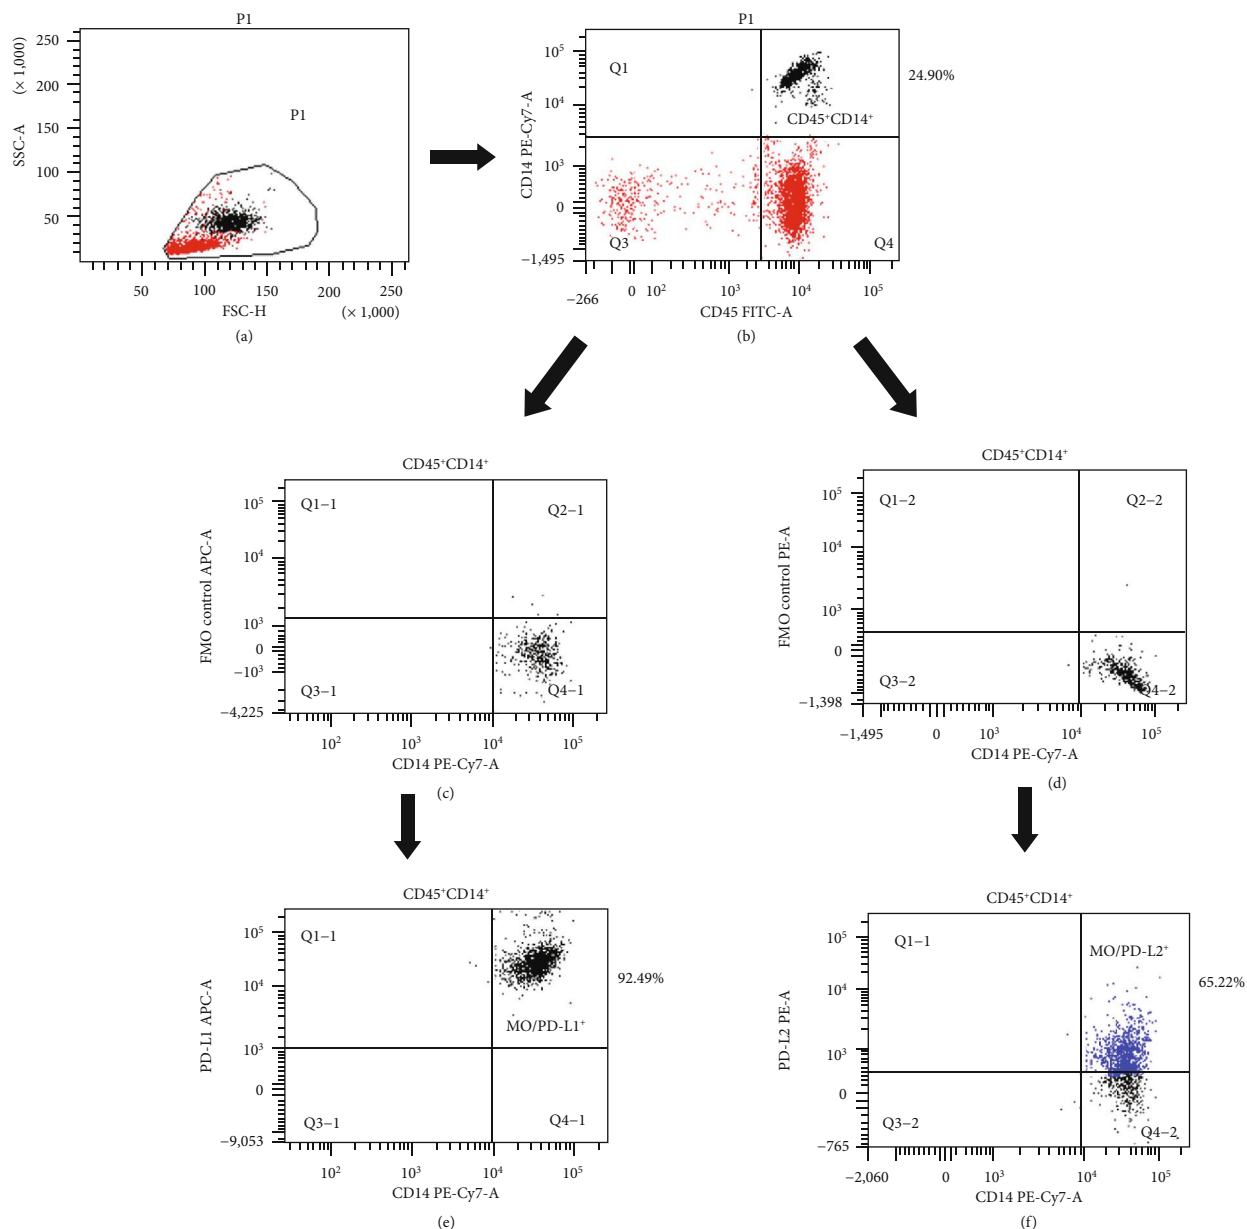 P1
SSC-A (× 1,000)
250
200
150
100
50
P1
50 100 150 200 250
FSC-H (× 1,000)
(a)
P1
CD14 PE-Cy7-A
10⁵
10⁴
10³
0
−1,495
Q1
CD45⁺CD14⁺
Q3
Q4
24.90%
−266 0 10² 10³ 10⁴ 10⁵
CD45 FITC-A
(b)
CD45⁺CD14⁺
FMO control APC-A
10⁵
10⁴
10³
0
−10³
−4,225
Q1−1
Q2−1
Q3−1
Q4−1
10² 10³ 10⁴ 10⁵
CD14 PE-Cy7-A
(c)
CD45⁺CD14⁺
FMO control PE-A
10⁵
10⁴
10³
0
−1,398
Q1−2
Q2−2
Q3−2
Q4−2
−1,495 0 10³ 10⁴ 10⁵
CD14 PE-Cy7-A
(d)
CD45⁺CD14⁺
PD-L1 APC-A
10⁵
10⁴
10³
0
−9,053
Q1−1
MO/PD-L1⁺
Q3−1
Q4−1
92.49%
10² 10³ 10⁴ 10⁵
CD14 PE-Cy7-A
(e)
CD45⁺CD14⁺
PD-L2 PE-A
10⁵
10⁴
10³
0
−765
Q1−1
MO/PD-L2⁺
Q3−2
Q4−2
65.22%
−2,060 0 10³ 10⁴ 10⁵
CD14 PE-Cy7-A
(f)